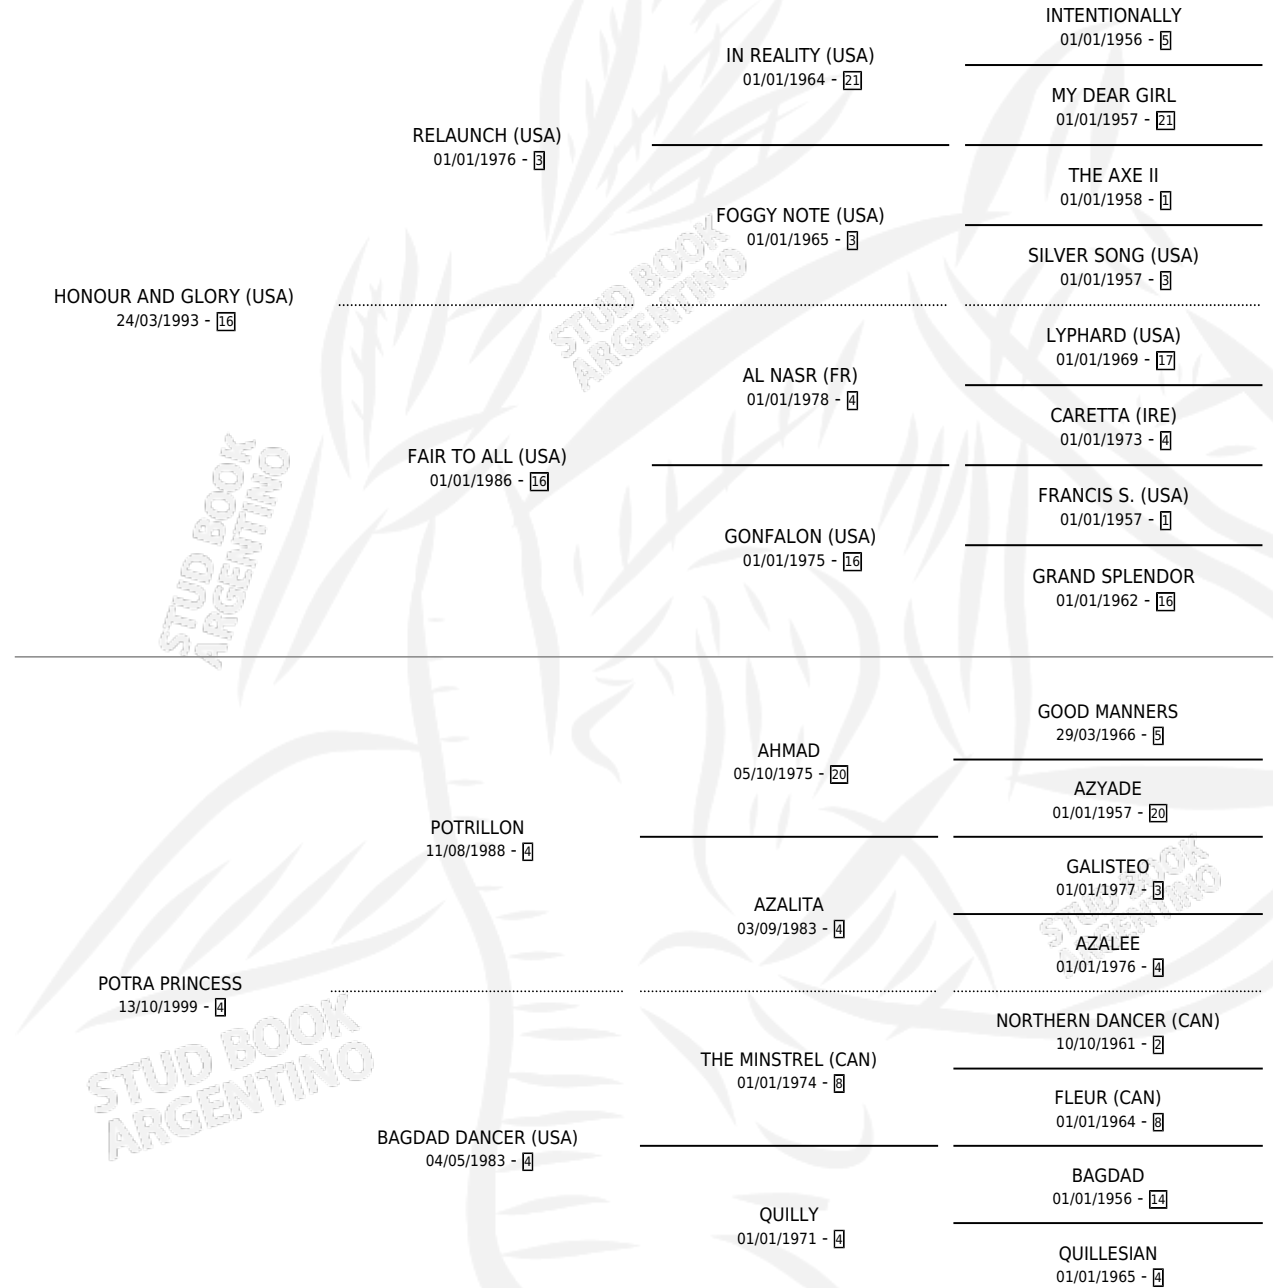 INTENTIONALLY
01/01/1956 - 5
IN REALITY (USA)
01/01/1964 - 21
MY DEAR GIRL
01/01/1957 - 21
RELAUNCH (USA)
01/01/1976 - 3
THE AXE II
01/01/1958 - 1
FOGGY NOTE (USA)
01/01/1965 - 3
SILVER SONG (USA)
01/01/1957 - 3
HONOUR AND GLORY (USA)
24/03/1993 - 16
STUD BOOK
ARGENTINO
LYPHARD (USA)
01/01/1969 - 17
AL NASR (FR)
01/01/1978 - 4
CARETTA (IRE)
01/01/1973 - 4
FAIR TO ALL (USA)
01/01/1986 - 16
FRANCIS S. (USA)
01/01/1957 - 1
GONFALON (USA)
01/01/1975 - 16
GRAND SPLENDOR
01/01/1962 - 16
STUD BOOK
ARGENTINO
GOOD MANNERS
29/03/1966 - 5
AHMAD
05/10/1975 - 20
AZYADE
01/01/1957 - 20
POTRILLON
11/08/1988 - 4
GALISTEO
01/01/1977 - 3
AZALITA
03/09/1983 - 4
STUD BOOK
ARGENTINO
AZALEE
01/01/1976 - 4
POTRA PRINCESS
13/10/1999 - 4
NORTHERN DANCER (CAN)
10/10/1961 - 2
THE MINSTREL (CAN)
01/01/1974 - 8
FLEUR (CAN)
01/01/1964 - 8
STUD BOOK
ARGENTINO
BAGDAD DANCER (USA)
04/05/1983 - 4
BAGDAD
01/01/1956 - 14
QUILLY
01/01/1971 - 4
QUILLESIAN
01/01/1965 - 4